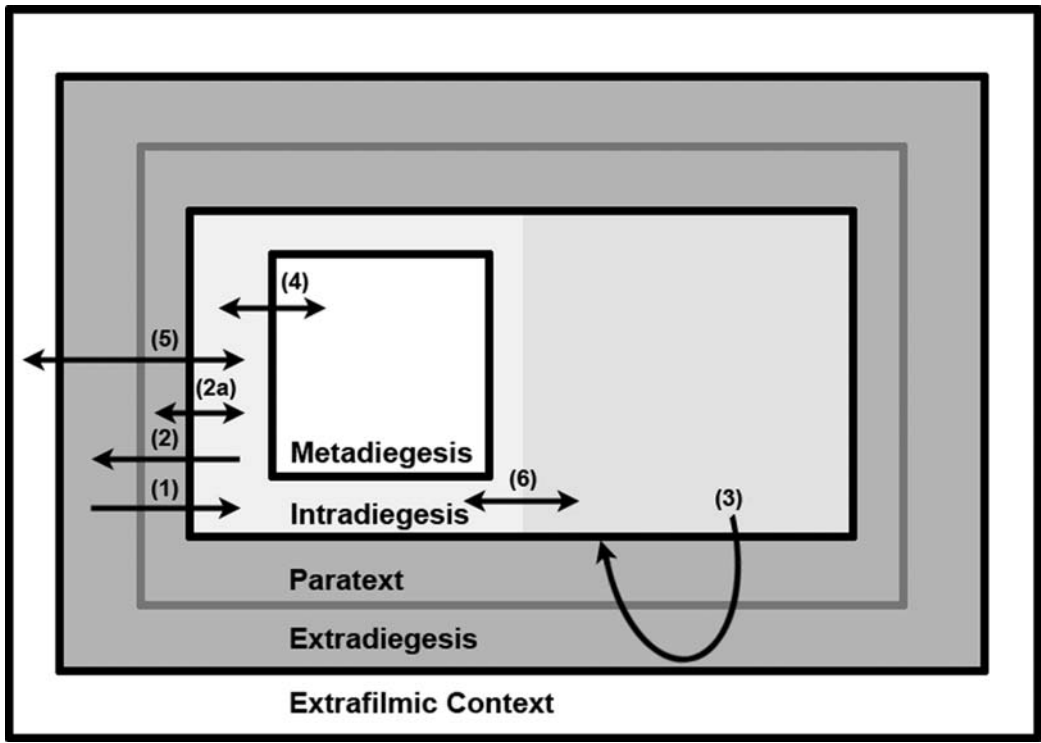 (4)
(5)
(2a)
(2)
Metadiegesis
(1)
(6)
(3)
Intradiegesis
Paratext
Extradiegesis
Extrafilmic Context